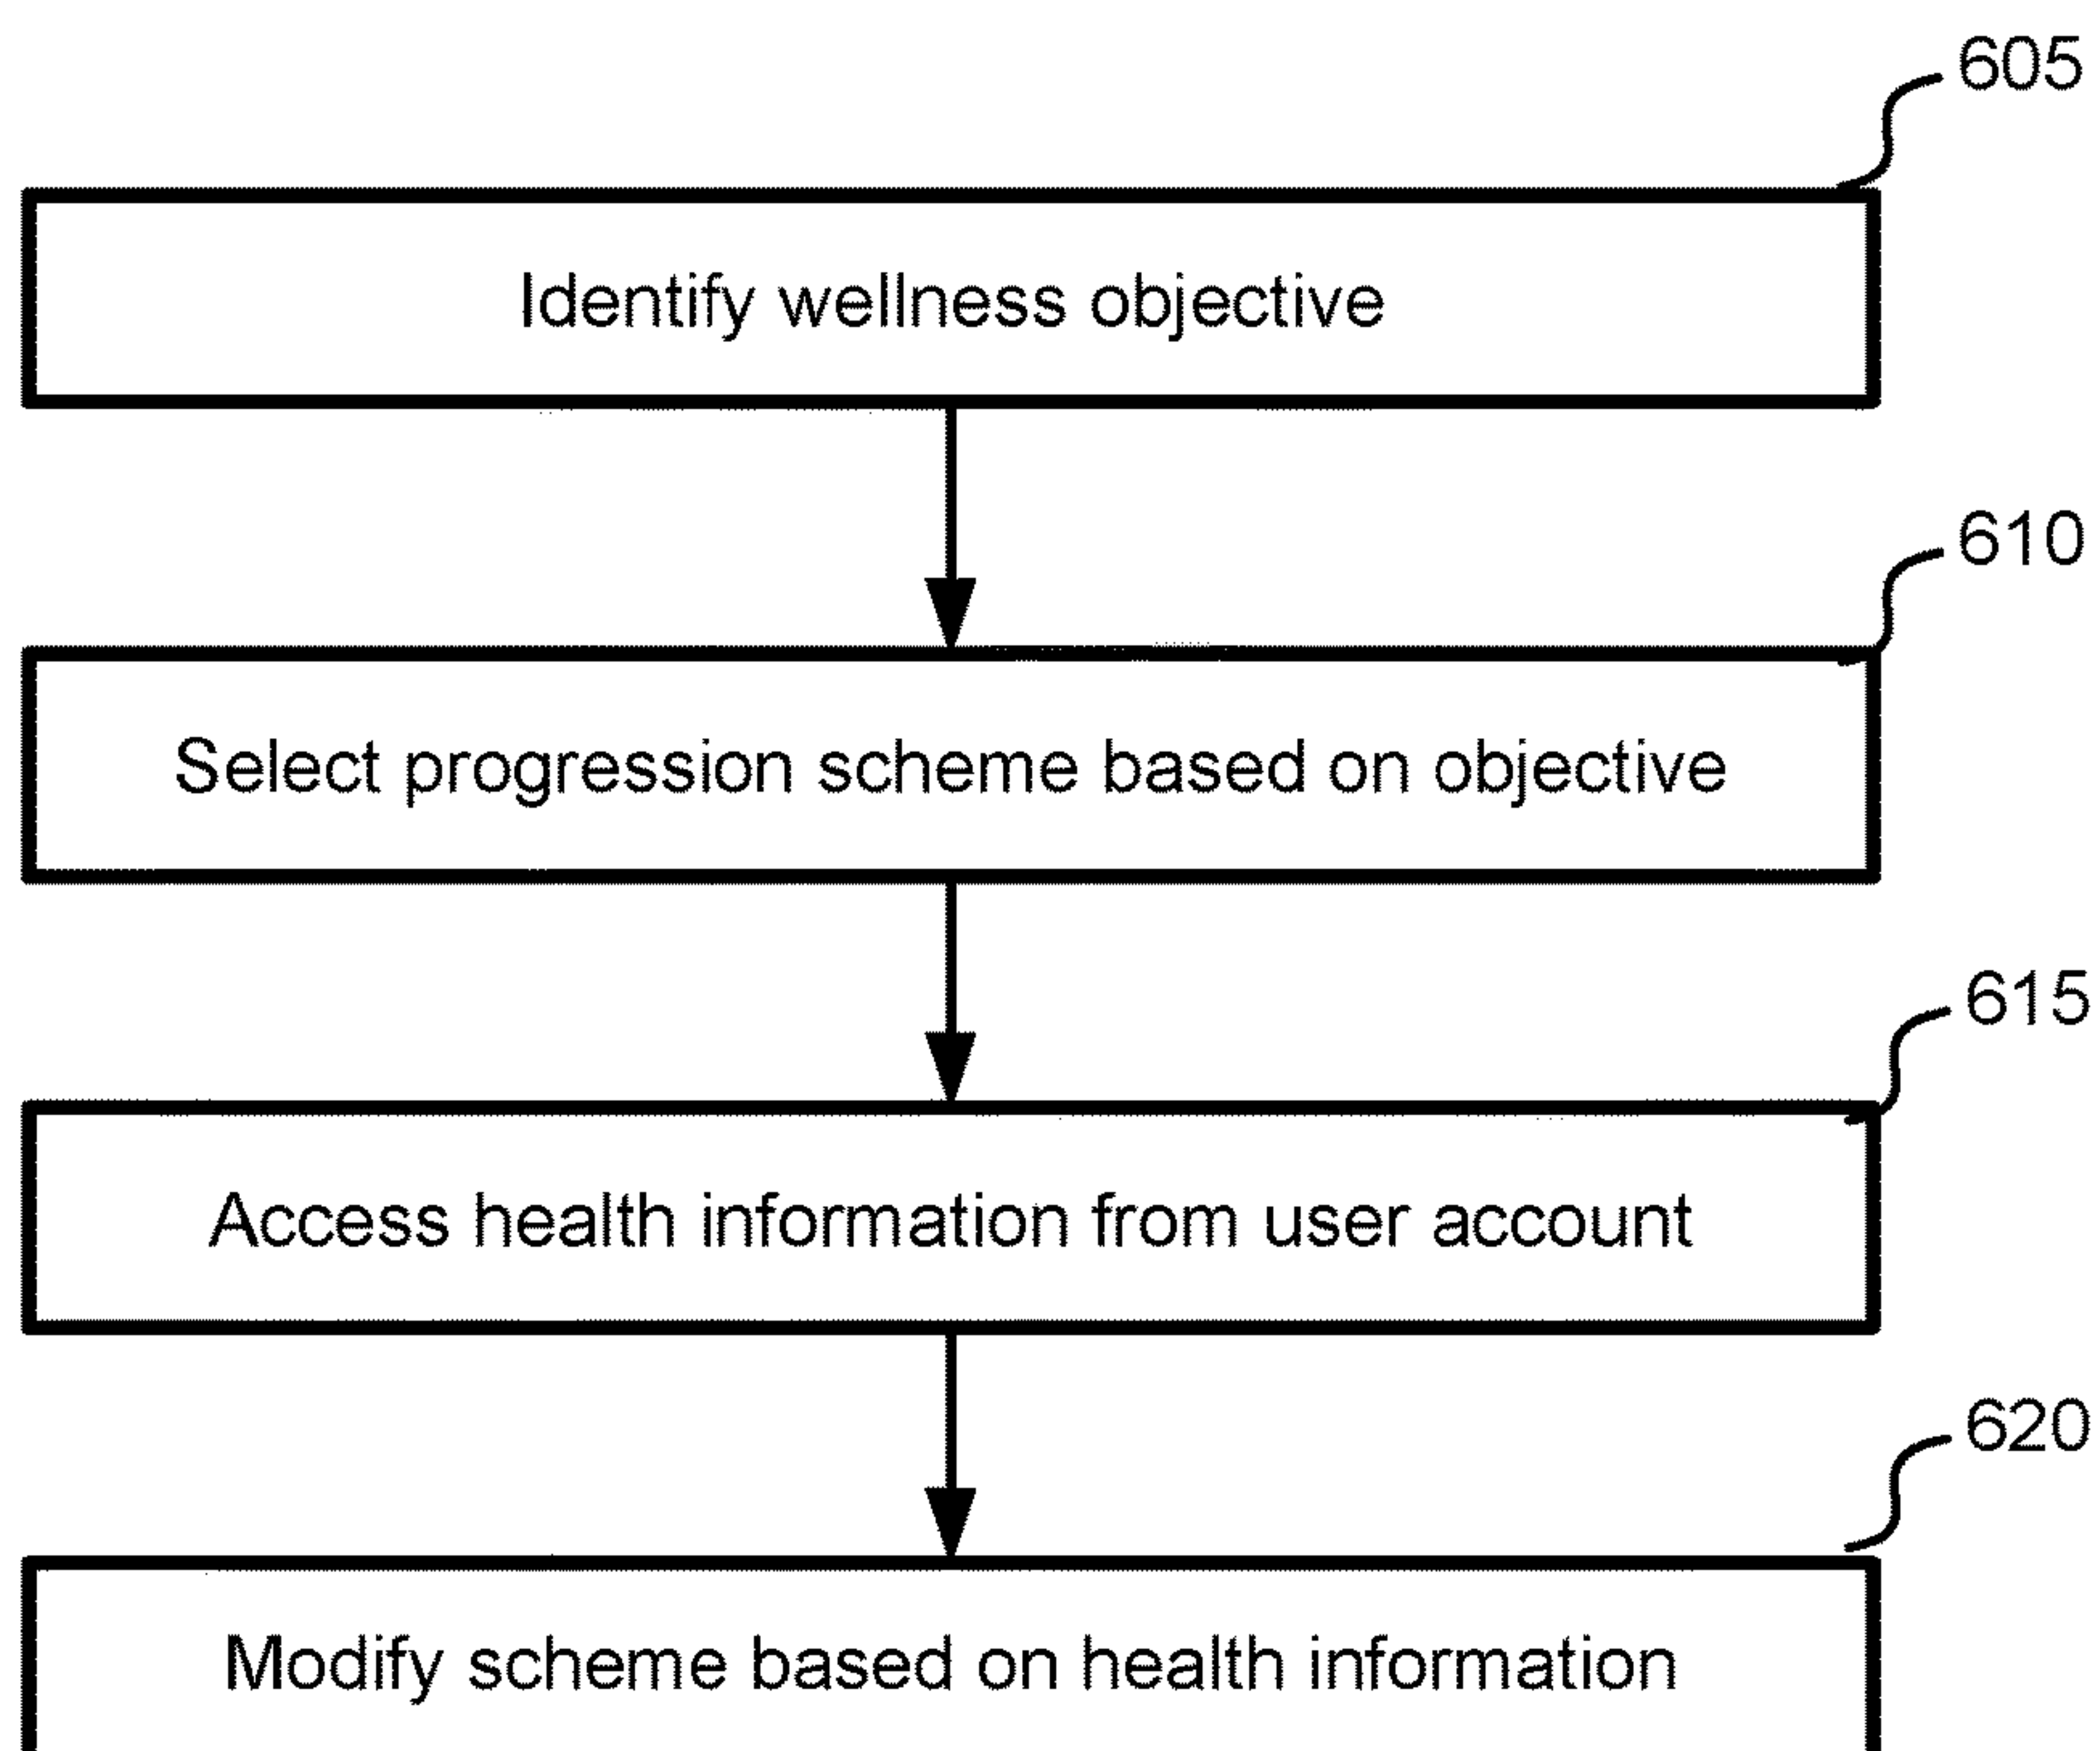 605
Identify wellness objective
610
Select progression scheme based on objective
615
Access health information from user account
620
Modify scheme based on health information